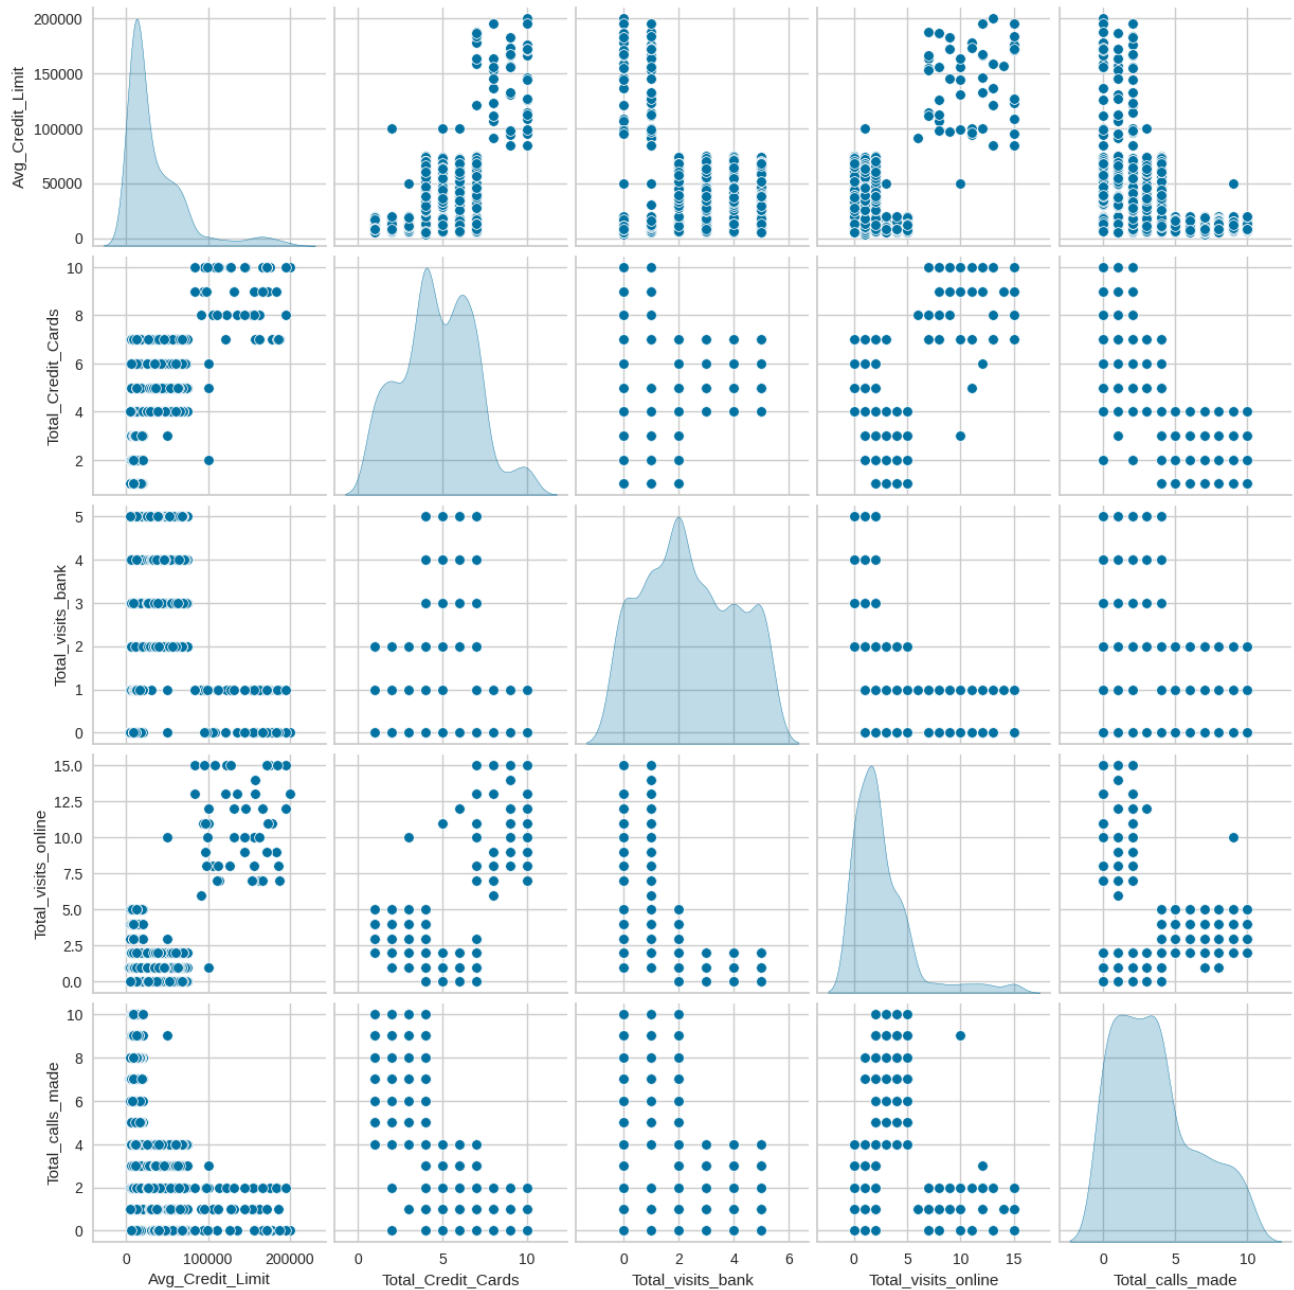 200000
150000
100000
50000
0
Avg_Credit_Limit
10
8
6
4
2
Total_Credit_Cards
5
4
3
2
1
0
Total_visits_bank
15.0
12.5
10.0
7.5
5.0
2.5
0.0
Total_visits_online
10
8
6
4
2
0
Total_calls_made
0 100000 200000
0 5 10
0 2 4 6
0 5 10 15
0 5 10
Avg_Credit_Limit
Total_Credit_Cards
Total_visits_bank
Total_visits_online
Total_calls_made